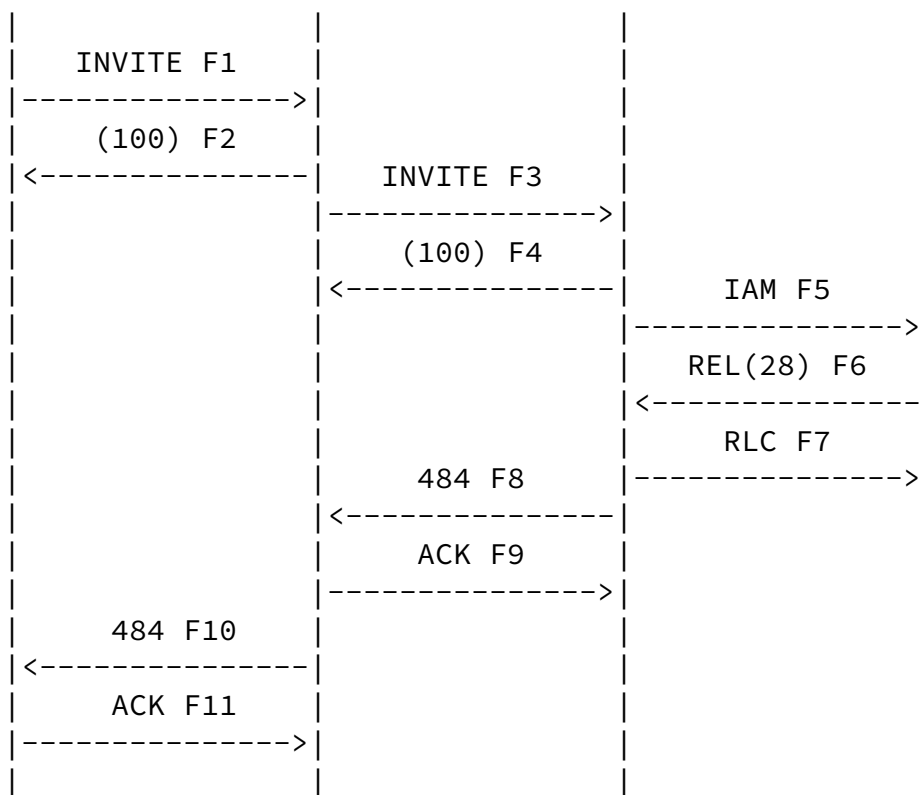 INVITE F1
(100) F2
INVITE F3
(100) F4
IAM F5
REL(28) F6
RLC F7
484 F8
ACK F9
484 F10
ACK F11